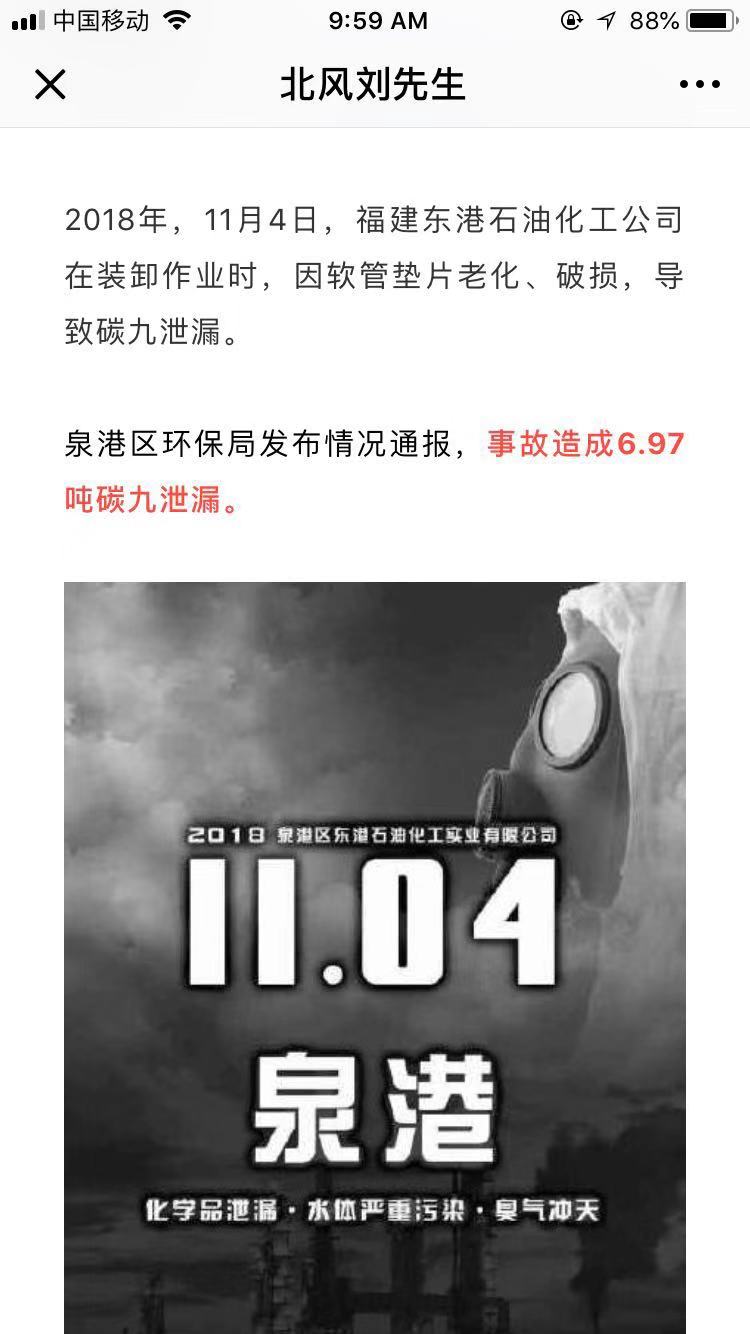 中国移动 9:59 AM 88%
北风刘先生
2018年，11月4日，福建东港石油化工公司
在装卸作业时，因软管垫片老化、破损，导
致碳九泄漏。
泉港区环保局发布情况通报，事故造成6.97
吨碳九泄漏。
2018 泉港区东港石油化工实业有限公司
11.04
泉港
化学品泄漏·水体严重污染·臭气冲天